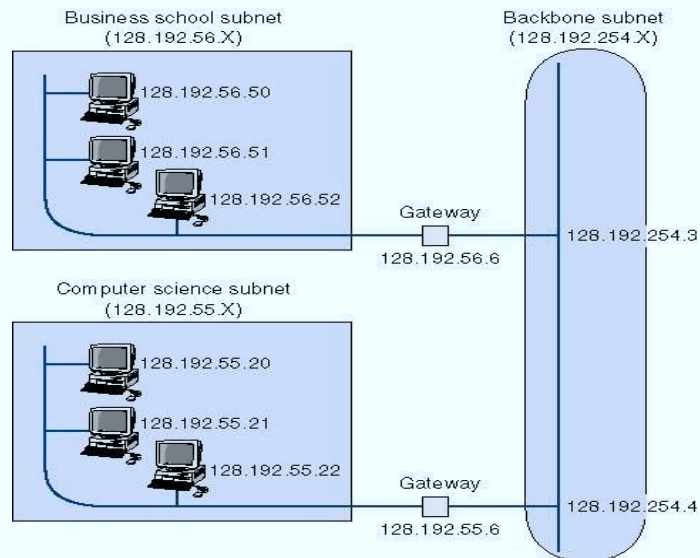 Business school subnet
(128.192.56.X)
Backbone subnet
(128.192.254.X)
128.192.56.50
128.192.56.51
128.192.56.52
Gateway
128.192.56.6
128.192.254.3
Computer science subnet
(128.192.55.X)
128.192.55.20
128.192.55.21
128.192.55.22
Gateway
128.192.55.6
128.192.254.4